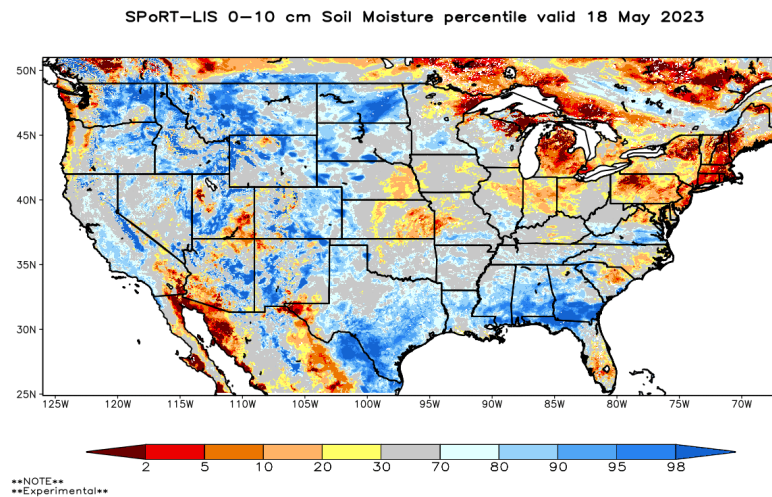 SPoRT-LIS 0-10 cm Soil Moisture percentile valid 18 May 2023
50N
45N
40N
35N
30N
25N
125W 120W 115W 110W 105W 100W 95W 90W 85W 80W 75W 70W
2 5 10 20 30 70 80 90 95 98
**NOTE**
**Experimental**